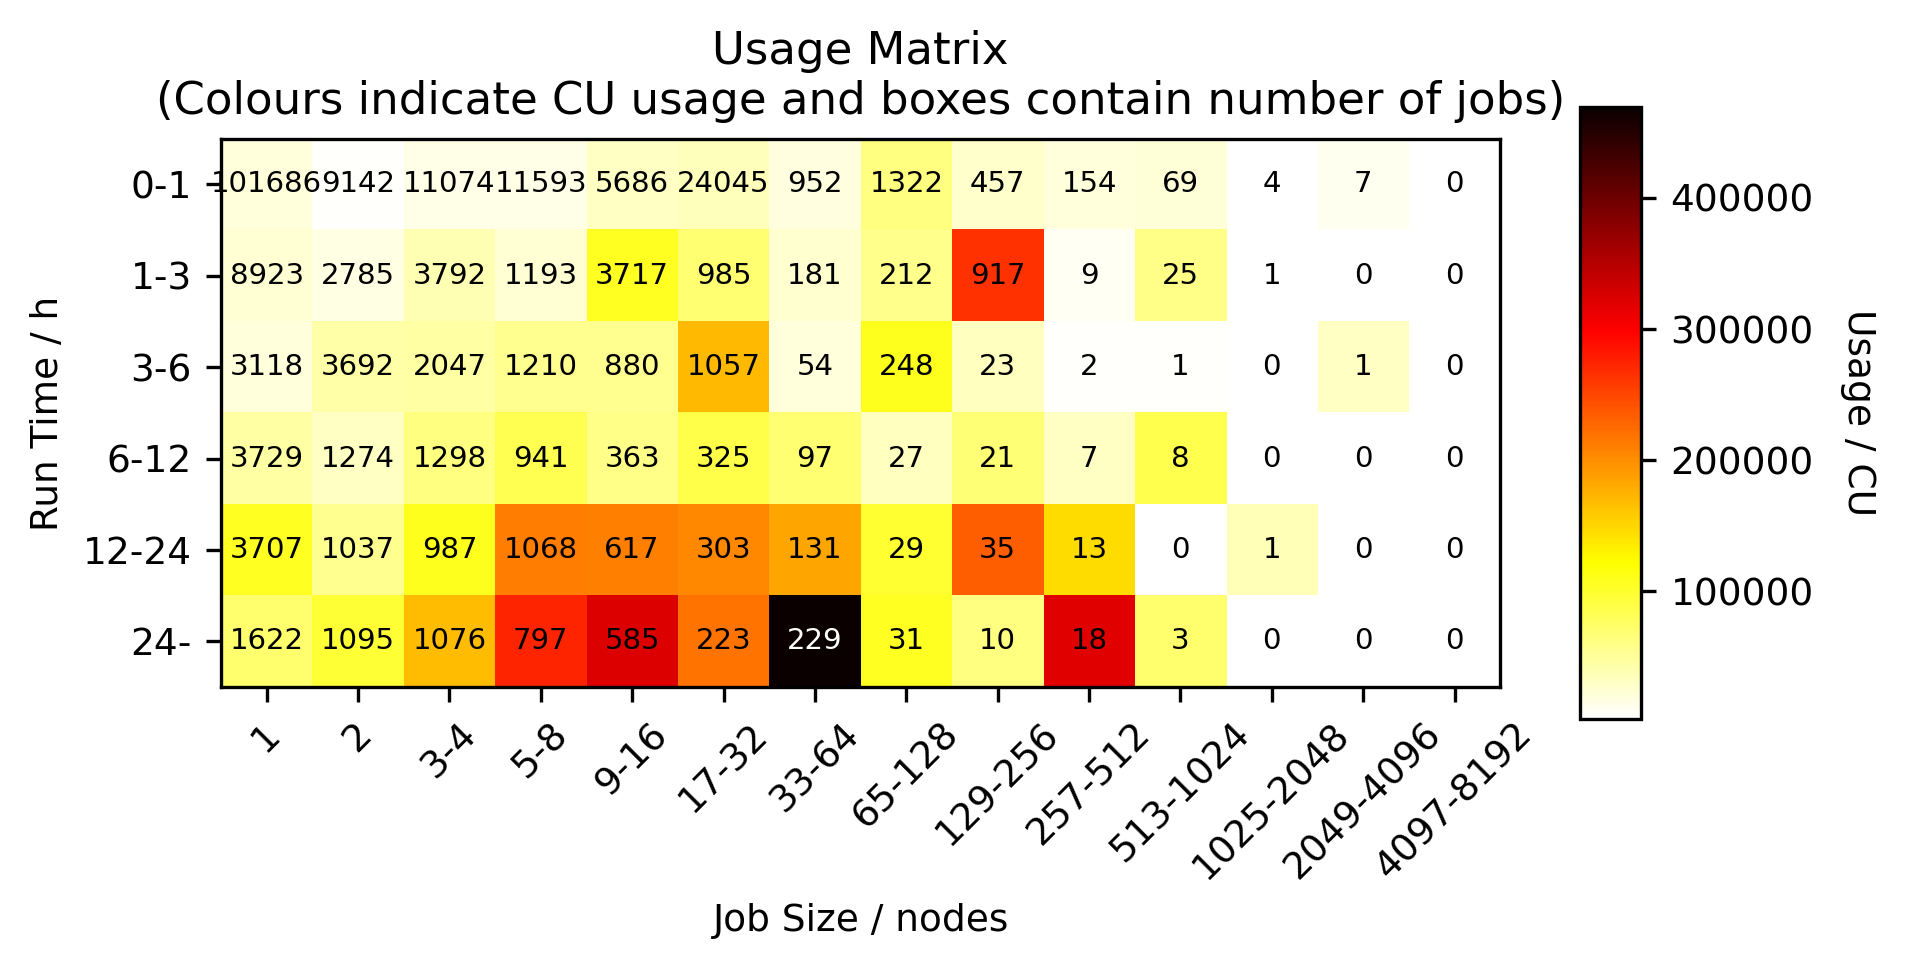 Usage Matrix
(Colours indicate CU usage and boxes contain number of jobs)
0-1 101686 9142 11074 11593 5686 24045 952 1322 457 154 69 4 7 0
1-3 8923 2785 3792 1193 3717 985 181 212 917 9 25 1 0 0
3-6 3118 3692 2047 1210 880 1057 54 248 23 2 1 0 1 0
6-12 3729 1274 1298 941 363 325 97 27 21 7 8 0 0 0
12-24 3707 1037 987 1068 617 303 131 29 35 13 0 1 0 0
24- 1622 1095 1076 797 585 223 229 31 10 18 3 0 0 0
1 2 3-4 5-8 9-16 17-32 33-64 65-128 129-256 257-512 513-1024 1025-2048 2049-4096 4097-8192
Job Size / nodes
Run Time / h
400000
300000
200000
100000
Usage / CU